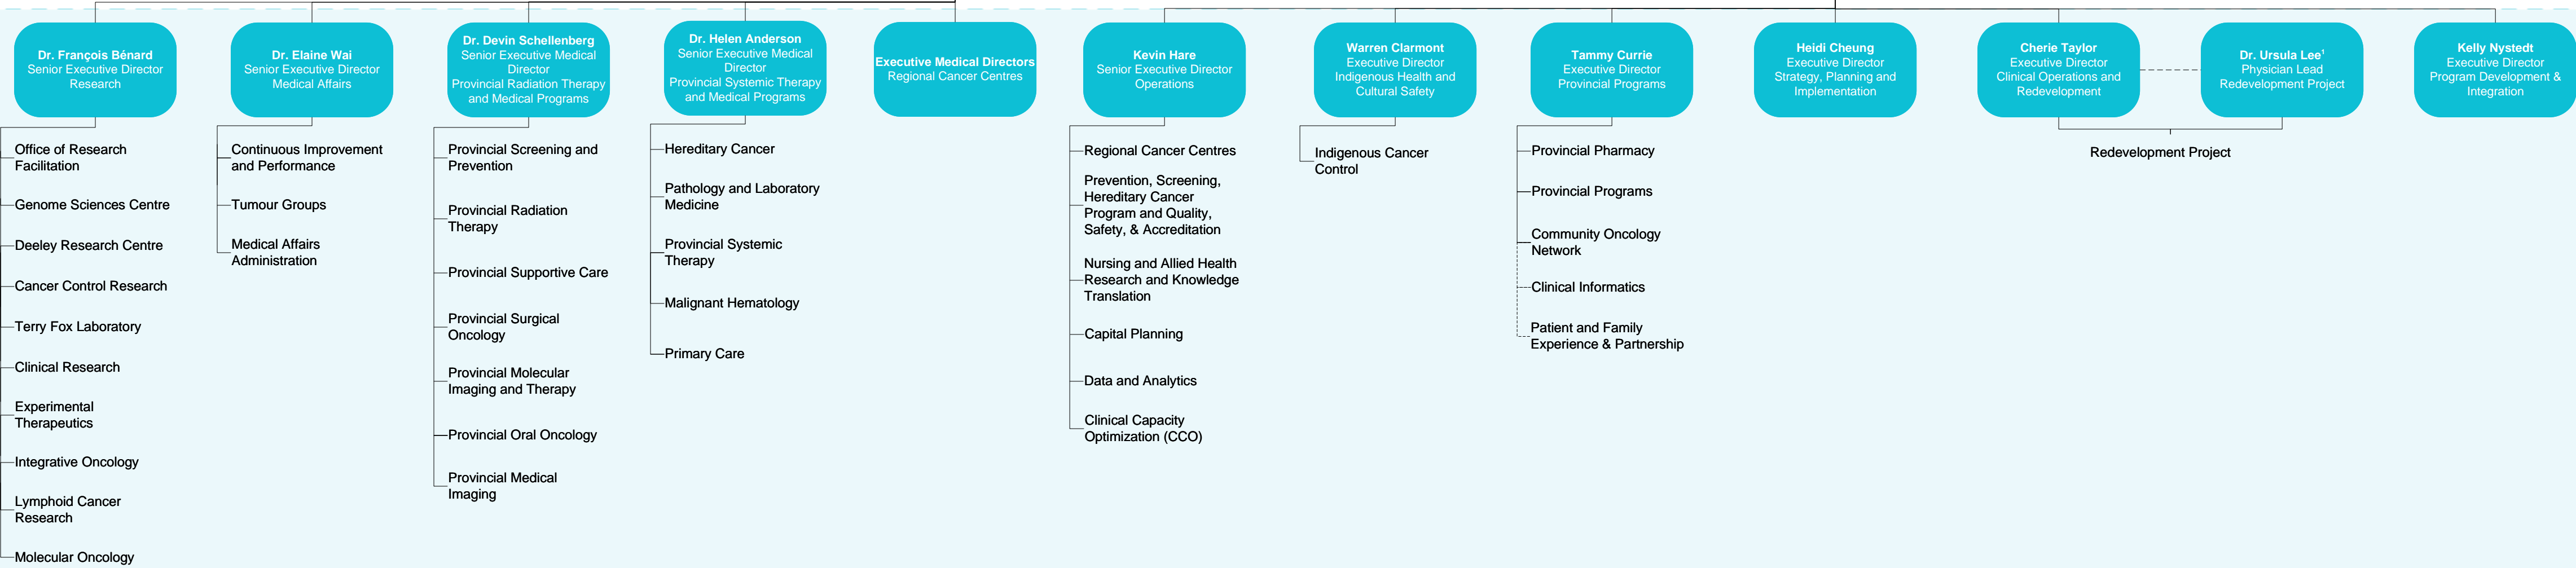 Dr. François Bénard
Senior Executive Director
Research
Office of Research
Facilitation
Genome Sciences Centre
Deeley Research Centre
Cancer Control Research
Terry Fox Laboratory
Clinical Research
Experimental
Therapeutics
Integrative Oncology
Lymphoid Cancer
Research
Molecular Oncology
Dr. Elaine Wai
Senior Executive Director
Medical Affairs
Continuous Improvement
and Performance
Tumour Groups
Medical Affairs
Administration
Dr. Devin Schellenberg
Senior Executive Medical
Director
Provincial Radiation Therapy
and Medical Programs
Provincial Screening and
Prevention
Provincial Radiation
Therapy
Provincial Supportive Care
Provincial Surgical
Oncology
Provincial Molecular
Imaging and Therapy
Provincial Oral Oncology
Provincial Medical
Imaging
Dr. Helen Anderson
Senior Executive Medical
Director
Provincial Systemic Therapy
and Medical Programs
Hereditary Cancer
Pathology and Laboratory
Medicine
Provincial Systemic
Therapy
Malignant Hematology
Primary Care
Executive Medical Directors
Regional Cancer Centres
Kevin Hare
Senior Executive Director
Operations
Regional Cancer Centres
Prevention, Screening,
Hereditary Cancer
Program and Quality,
Safety, & Accreditation
Nursing and Allied Health
Research and Knowledge
Translation
Capital Planning
Data and Analytics
Clinical Capacity
Optimization (CCO)
Warren Clarmont
Executive Director
Indigenous Health and
Cultural Safety
Indigenous Cancer
Control
Tammy Currie
Executive Director
Provincial Programs
Provincial Pharmacy
Provincial Programs
Community Oncology
Network
Clinical Informatics
Patient and Family
Experience & Partnership
Heidi Cheung
Executive Director
Strategy, Planning and
Implementation
Cherie Taylor
Executive Director
Clinical Operations and
Redevelopment
Dr. Ursula Lee¹
Physician Lead
Redevelopment Project
Redevelopment Project
Kelly Nystedt
Executive Director
Program Development &
Integration